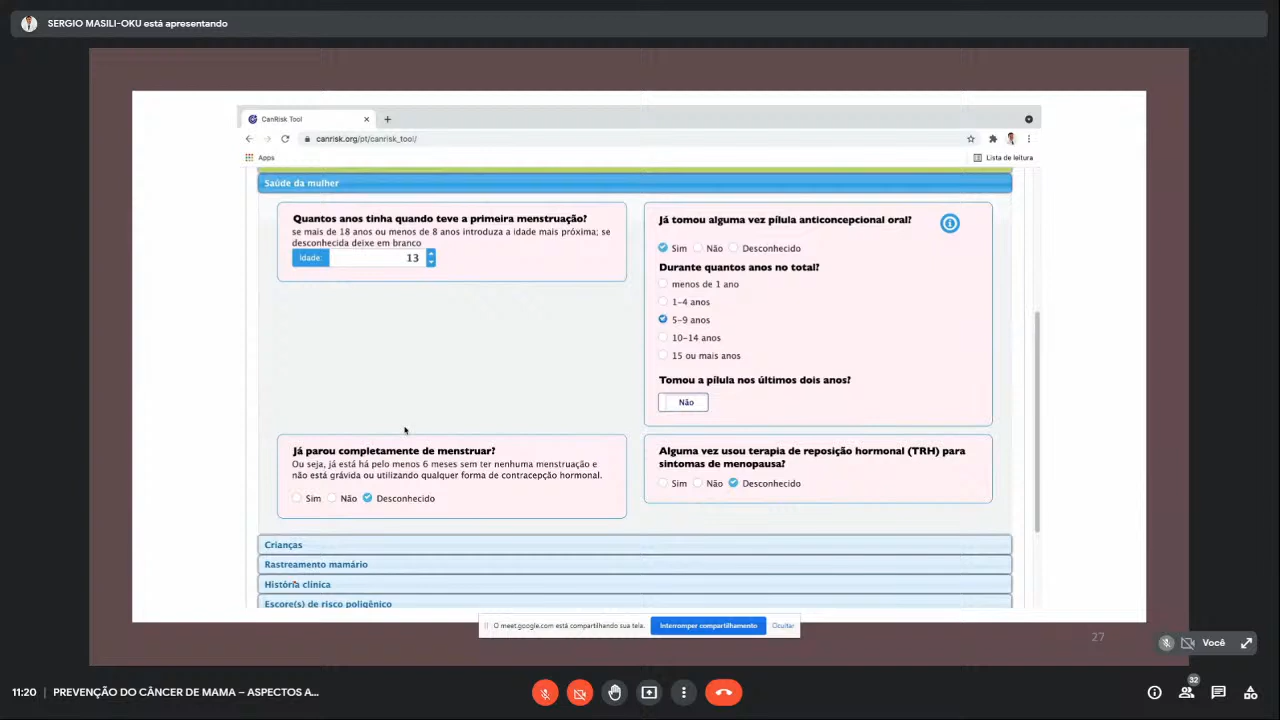 SERGIO MASILI-OKU está apresentando
CanRisk Tool
canrisk.org/pt/canrisk_tool/
Apps
Lista de leitura
Saúde da mulher
Quantos anos tinha quando teve a primeira menstruação?
se mais de 18 anos ou menos de 8 anos introduza a idade mais próxima; se
desconhecida deixe em branco
Idade: 13
Já tomou alguma vez pílula anticoncepcional oral?
Sim Não Desconhecido
Durante quantos anos no total?
menos de 1 ano
1-4 anos
5-9 anos
10-14 anos
15 ou mais anos
Tomou a pílula nos últimos dois anos?
Não
Já parou completamente de menstruar?
Ou seja, já está há pelo menos 6 meses sem ter nenhuma menstruação e
não está grávida ou utilizando qualquer forma de contracepção hormonal.
Sim Não Desconhecido
Alguma vez usou terapia de reposição hormonal (TRH) para
sintomas de menopausa?
Sim Não Desconhecido
Crianças
Rastreamento mamário
História clínica
Escore(s) de risco poligênico
O meet.google.com está compartilhando sua tela.
Interromper compartilhamento
Ocultar
27
Você
11:20 | PREVENÇÃO DO CÂNCER DE MAMA – ASPECTOS A...
32